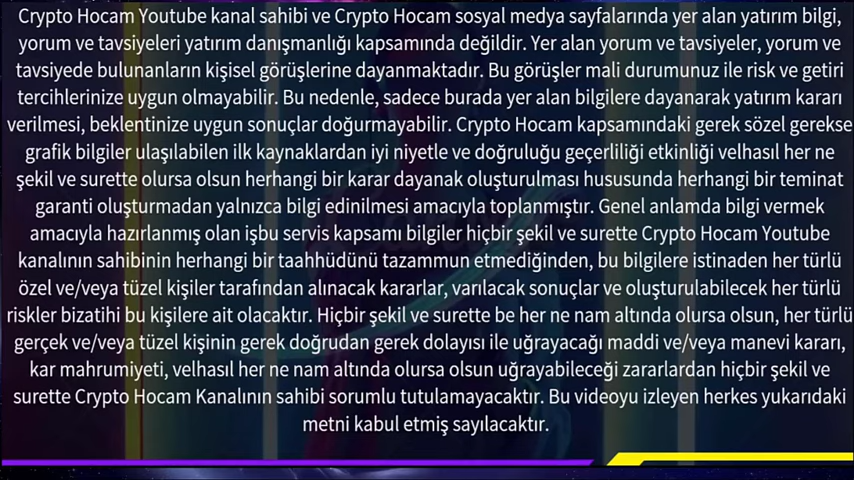 Crypto Hocam Youtube kanal sahibi ve Crypto Hocam sosyal medya sayfalarında yer alan yatırım bilgi,
yorum ve tavsiyeleri yatırım danışmanlığı kapsamında değildir. Yer alan yorum ve tavsiyeler, yorum ve
tavsiyede bulunanların kişisel görüşlerine dayanmaktadır. Bu görüşler mali durumunuz ile risk ve getiri
tercihlerinize uygun olmayabilir. Bu nedenle, sadece burada yer alan bilgilere dayanarak yatırım kararı
verilmesi, beklentinize uygun sonuçlar doğurmayabilir. Crypto Hocam kapsamındaki gerek sözel gerekse
grafik bilgiler ulaşılabilen ilk kaynaklardan iyi niyetle ve doğruluğu geçerliliği etkinliği velhasıl her ne
şekil ve surette olursa olsun herhangi bir karar dayanak oluşturulması hususunda herhangi bir teminat
garanti oluşturmadan yalnızca bilgi edinilmesi amacıyla toplanmıştır. Genel anlamda bilgi vermek
amacıyla hazırlanmış olan işbu servis kapsamı bilgiler hiçbir şekil ve surette Crypto Hocam Youtube
kanalının sahibinin herhangi bir taahhüdünü tazammun etmediğinden, bu bilgilere istinaden her türlü
özel ve/veya tüzel kişiler tarafından alınacak kararlar, varılacak sonuçlar ve oluşturulabilecek her türlü
riskler bizatihi bu kişilere ait olacaktır. Hiçbir şekil ve surette be her ne nam altında olursa olsun, her türlü
gerçek ve/veya tüzel kişinin gerek doğrudan gerek dolayısı ile uğrayacağı maddi ve/veya manevi kararı,
kar mahrumiyeti, velhasıl her ne nam altında olursa olsun uğrayabileceği zararlardan hiçbir şekil ve
surette Crypto Hocam Kanalının sahibi sorumlu tutulamayacaktır. Bu videoyu izleyen herkes yukarıdaki
metni kabul etmiş sayılacaktır.